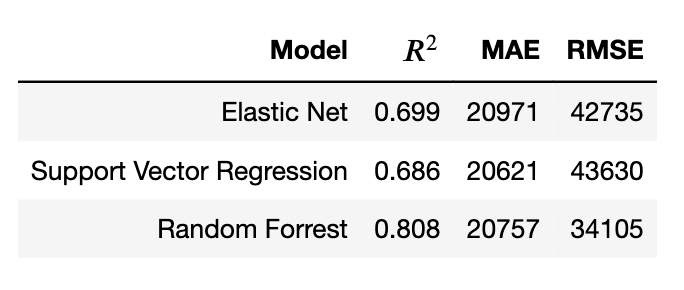 Model R² MAE RMSE
Elastic Net 0.699 20971 42735
Support Vector Regression 0.686 20621 43630
Random Forrest 0.808 20757 34105